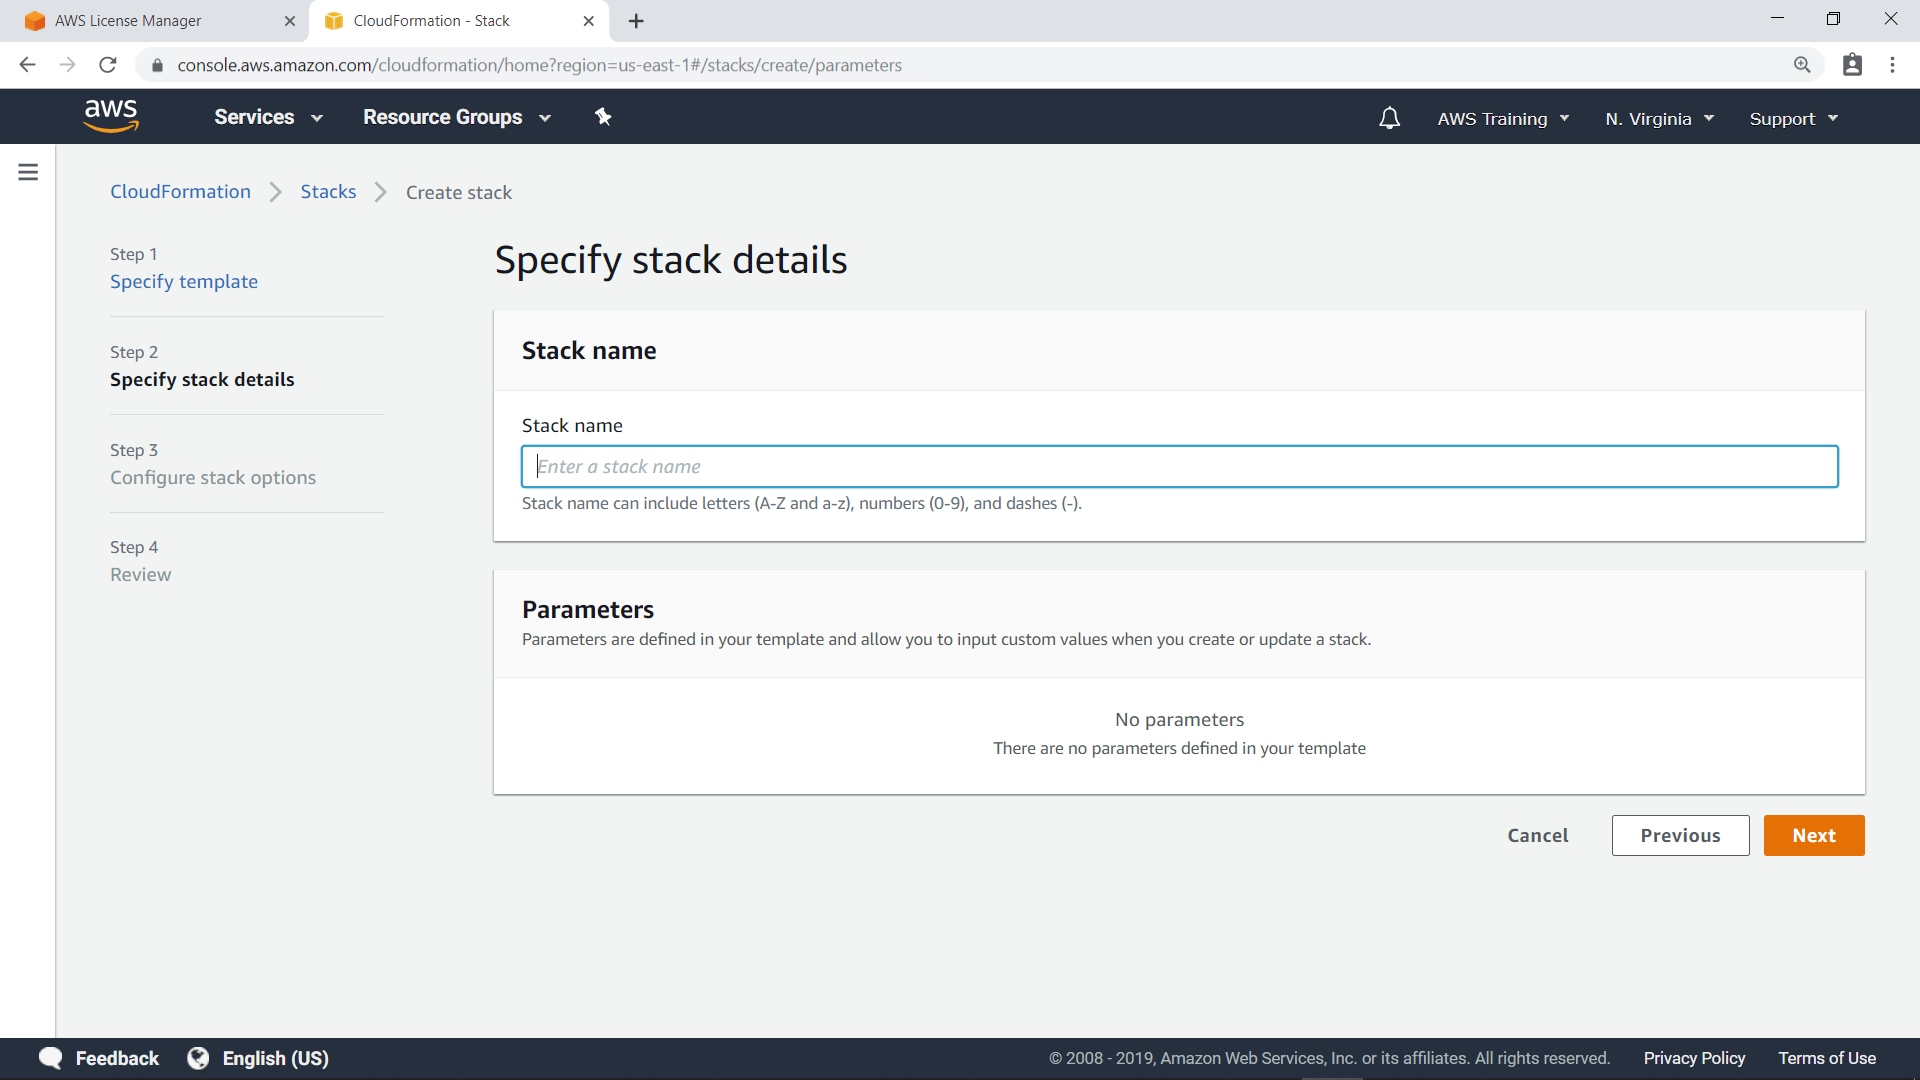 AWS License Manager
CloudFormation - Stack
console.aws.amazon.com/cloudformation/home?region=us-east-1#/stacks/create/parameters
aws
Services
Resource Groups
AWS Training
N. Virginia
Support
CloudFormation
Stacks
Create stack
Step 1
Specify template
Step 2
Specify stack details
Step 3
Configure stack options
Step 4
Review
Specify stack details
Stack name
Stack name
Enter a stack name
Stack name can include letters (A-Z and a-z), numbers (0-9), and dashes (-).
Parameters
Parameters are defined in your template and allow you to input custom values when you create or update a stack.
No parameters
There are no parameters defined in your template
Cancel
Previous
Next
Feedback
English (US)
© 2008 - 2019, Amazon Web Services, Inc. or its affiliates. All rights reserved.
Privacy Policy
Terms of Use